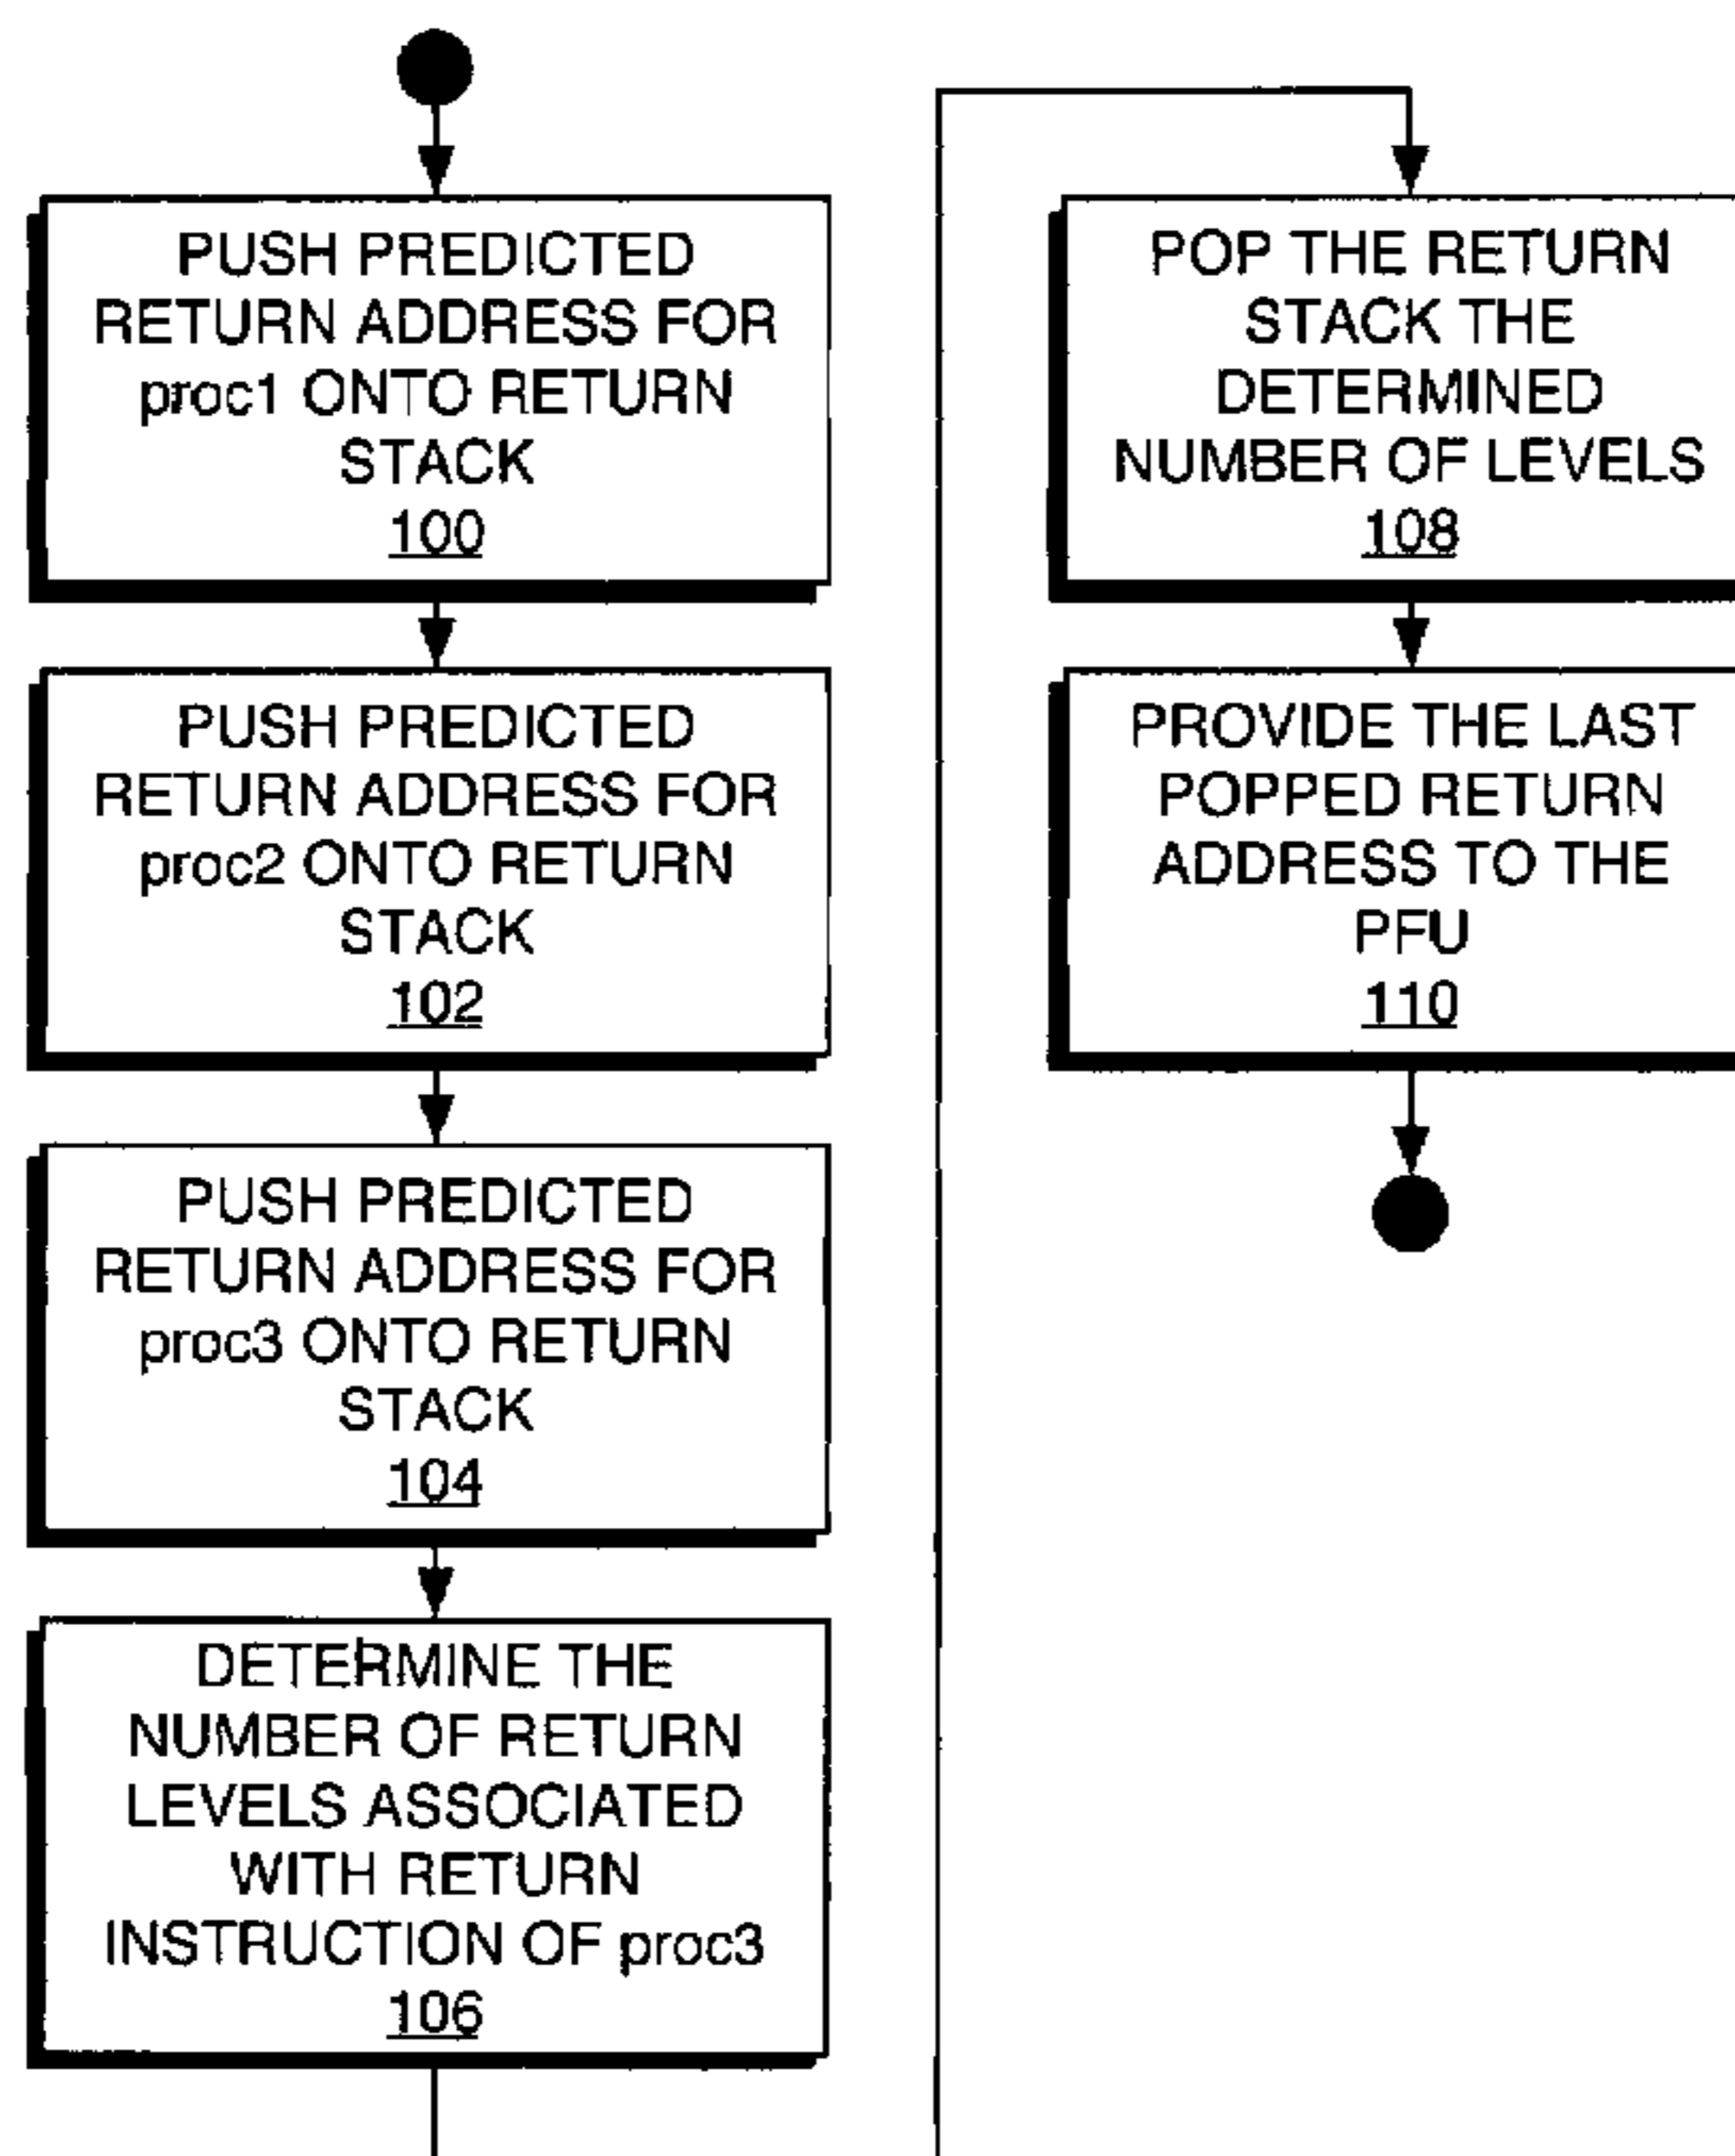 PUSH PREDICTED
RETURN ADDRESS FOR
proc1 ONTO RETURN
STACK
100
PUSH PREDICTED
RETURN ADDRESS FOR
proc2 ONTO RETURN
STACK
102
PUSH PREDICTED
RETURN ADDRESS FOR
proc3 ONTO RETURN
STACK
104
DETERMINE THE
NUMBER OF RETURN
LEVELS ASSOCIATED
WITH RETURN
INSTRUCTION OF proc3
106
POP THE RETURN
STACK THE
DETERMINED
NUMBER OF LEVELS
108
PROVIDE THE LAST
POPPED RETURN
ADDRESS TO THE
PFU
110